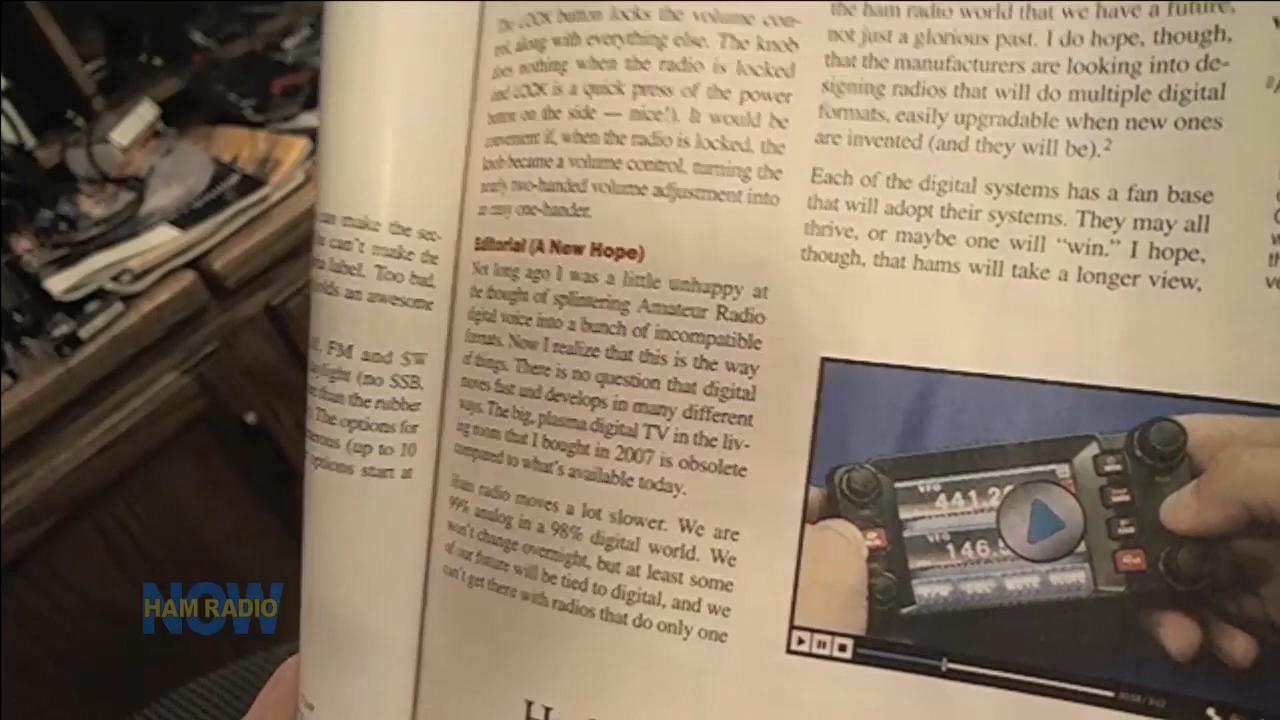 can make the sec-
can't make the
label. Too bad,
holds an awesome
FM and SW
(no SSB,
than the rubber
The options for
(up to 10
options start at
The LOCK button locks the volume con-
trol, along with everything else. The knob
does nothing when the radio is locked
and LOCK is a quick press of the power
button on the side — nice!). It would be
convenient if, when the radio is locked, the
knob became a volume control, turning the
nearly two-handed volume adjustment into
an easy one-hander.
Editorial (A New Hope)
Not long ago I was a little unhappy at
the thought of splintering Amateur Radio
digital voice into a bunch of incompatible
formats. Now I realize that this is the way
of things. There is no question that digital
moves fast and develops in many different
ways. The big, plasma digital TV in the liv-
ing room that I bought in 2007 is obsolete
compared to what's available today.
Ham radio moves a lot slower. We are
99% analog in a 98% digital world. We
won't change overnight, but at least some
of our future will be tied to digital, and we
can't get there with radios that do only one
the ham radio world that we have a future,
not just a glorious past. I do hope, though,
that the manufacturers are looking into de-
signing radios that will do multiple digital
formats, easily upgradable when new ones
are invented (and they will be).2
Each of the digital systems has a fan base
that will adopt their systems. They may all
thrive, or maybe one will "win." I hope,
though, that hams will take a longer view,
VFO
441.2
VFO
146.
NOW
HAM RADIO